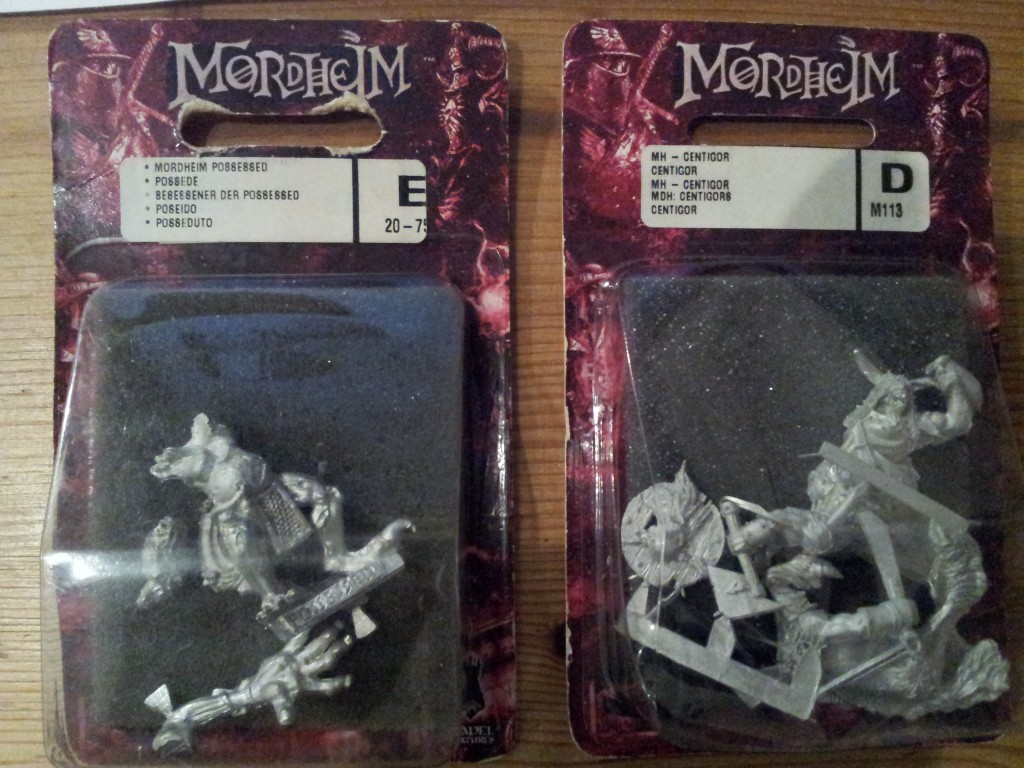 MORDHEIM™
• MORDHEIM POSSESSED
• POSSEDE
• BESESSENER DER POSSESSED
• POSEIDO
• POSSEDUTO
E
20-75
MORDHEIM
MH - CENTIGOR
CENTIGOR
MH - CENTIGOR
MDH: CENTIGORS
CENTIGOR
D
M113